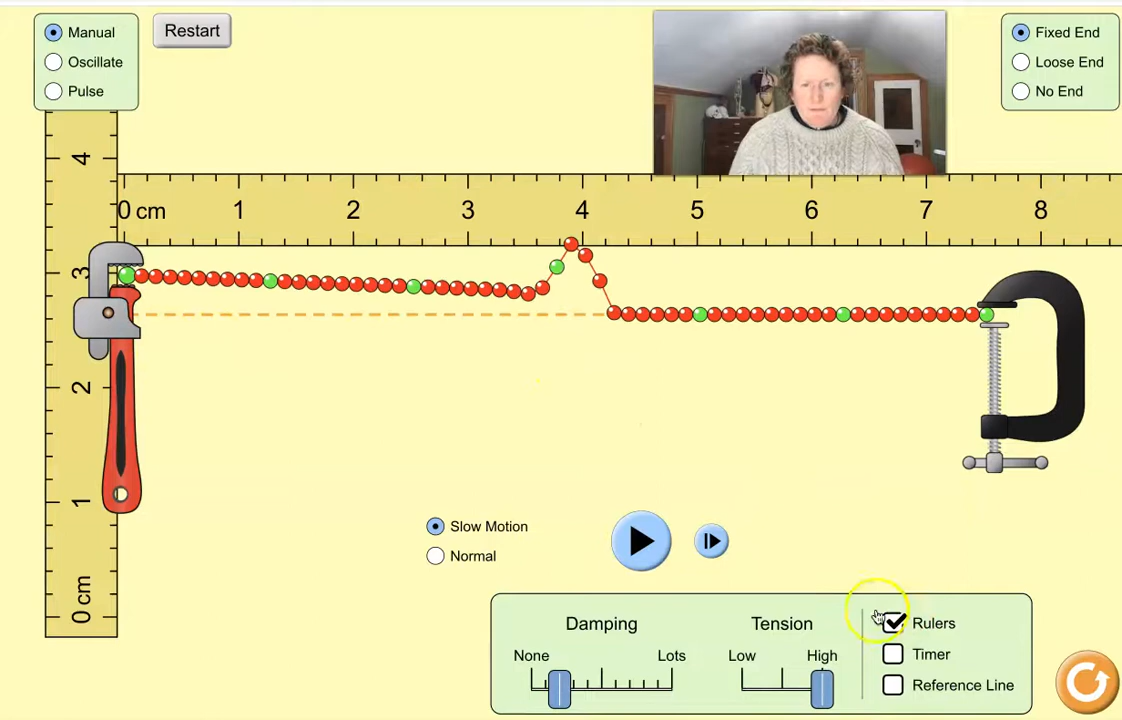 Manual
Oscillate
Pulse
Restart
Fixed End
Loose End
No End
4
3
2
1
0 cm
0 cm 1 2 3 4 5 6 7 8
Slow Motion
Normal
Damping
None Lots
Tension
Low High
Rulers
Timer
Reference Line